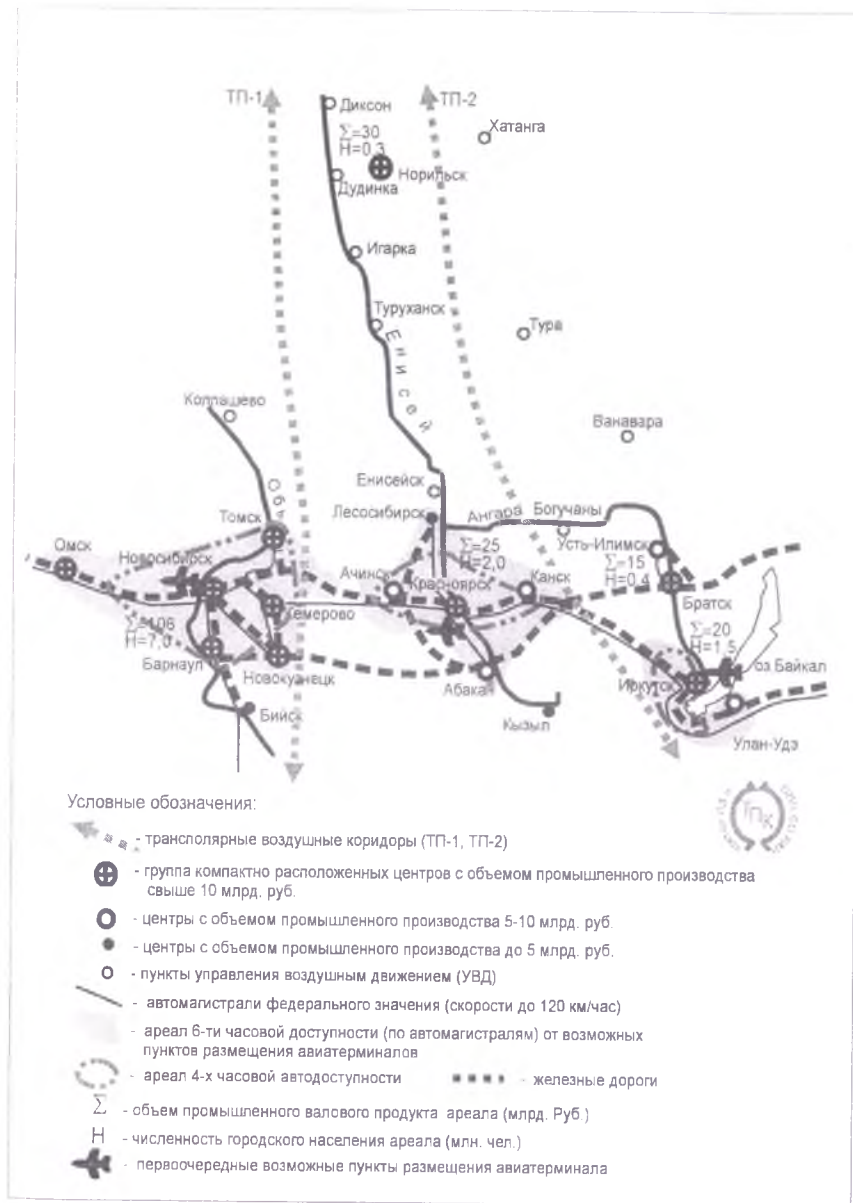 ТП-1
ТП-2
Диксон
Хатанга
Σ=30
Н=0,3
Норильск
Дудинка
Игарка
Туруханск
Тура
Енисей
Колпашево
Ванавара
Енисейск
Обь
Лесосибирск
Ангара
Богучаны
Томск
Омск
Новосибирск
Σ=25
Н=2,0
Усть-Илимск
Σ=15
Н=0,4
Ачинск
Красноярск
Канск
Братск
Кемерово
Σ=106
Н=7,0
Σ=20
Н=1,5
Барнаул
Новокузнецк
Абакан
Иркутск
оз.Байкал
Бийск
Кызыл
Улан-Удэ
Условные обозначения:
ТПК
- трансполярные воздушные коридоры (ТП-1, ТП-2)
- группа компактно расположенных центров с объемом промышленного производства
свыше 10 млрд. руб.
- центры с объемом промышленного производства 5-10 млрд. руб.
- центры с объемом промышленного производства до 5 млрд. руб.
- пункты управления воздушным движением (УВД)
- автомагистрали федерального значения (скорости до 120 км/час)
- ареал 6-ти часовой доступности (по автомагистралям) от возможных
пунктов размещения авиатерминалов
- ареал 4-х часовой автодоступности
- железные дороги
Σ - объем промышленного валового продукта ареала (млрд. Руб.)
Н - численность городского населения ареала (млн. чел.)
- первоочередные возможные пункты размещения авиатерминала